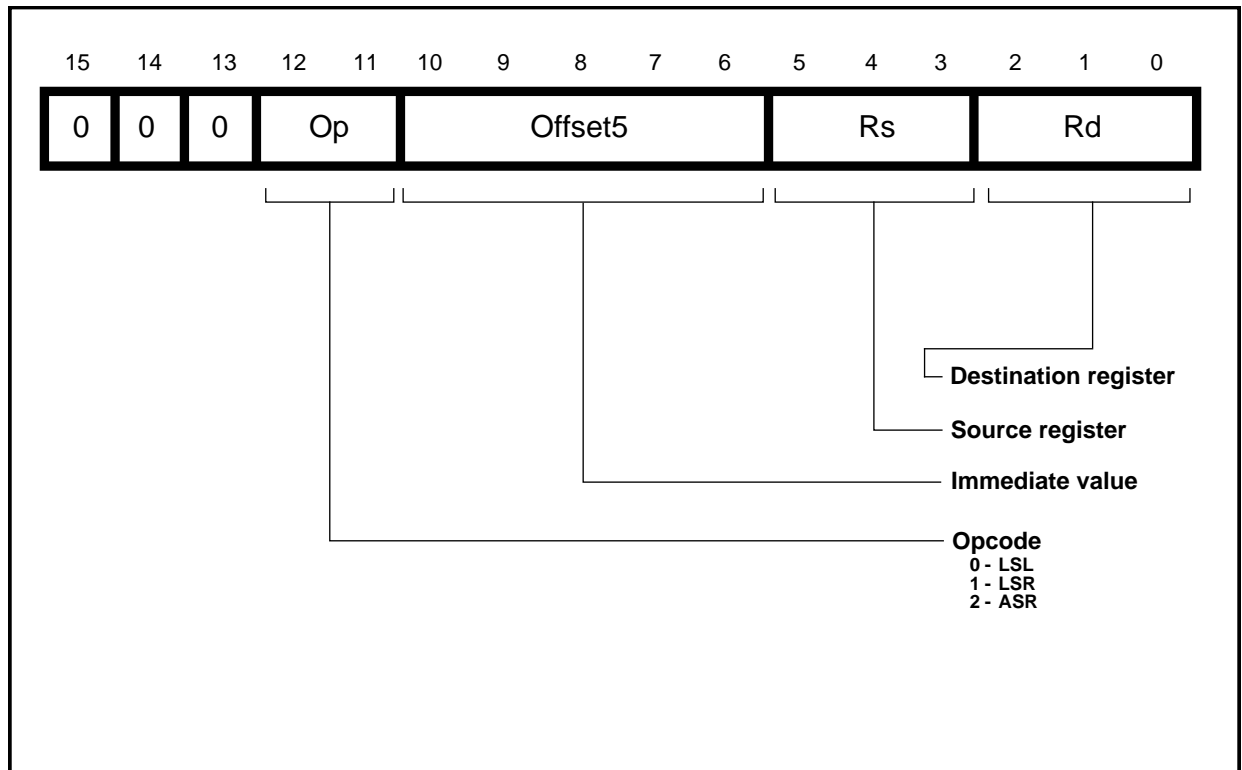 15 14 13 12 11 10 9 8 7 6 5 4 3 2 1 0
0 0 0 Op Offset5 Rs Rd
Destination register
Source register
Immediate value
Opcode
0 - LSL
1 - LSR
2 - ASR